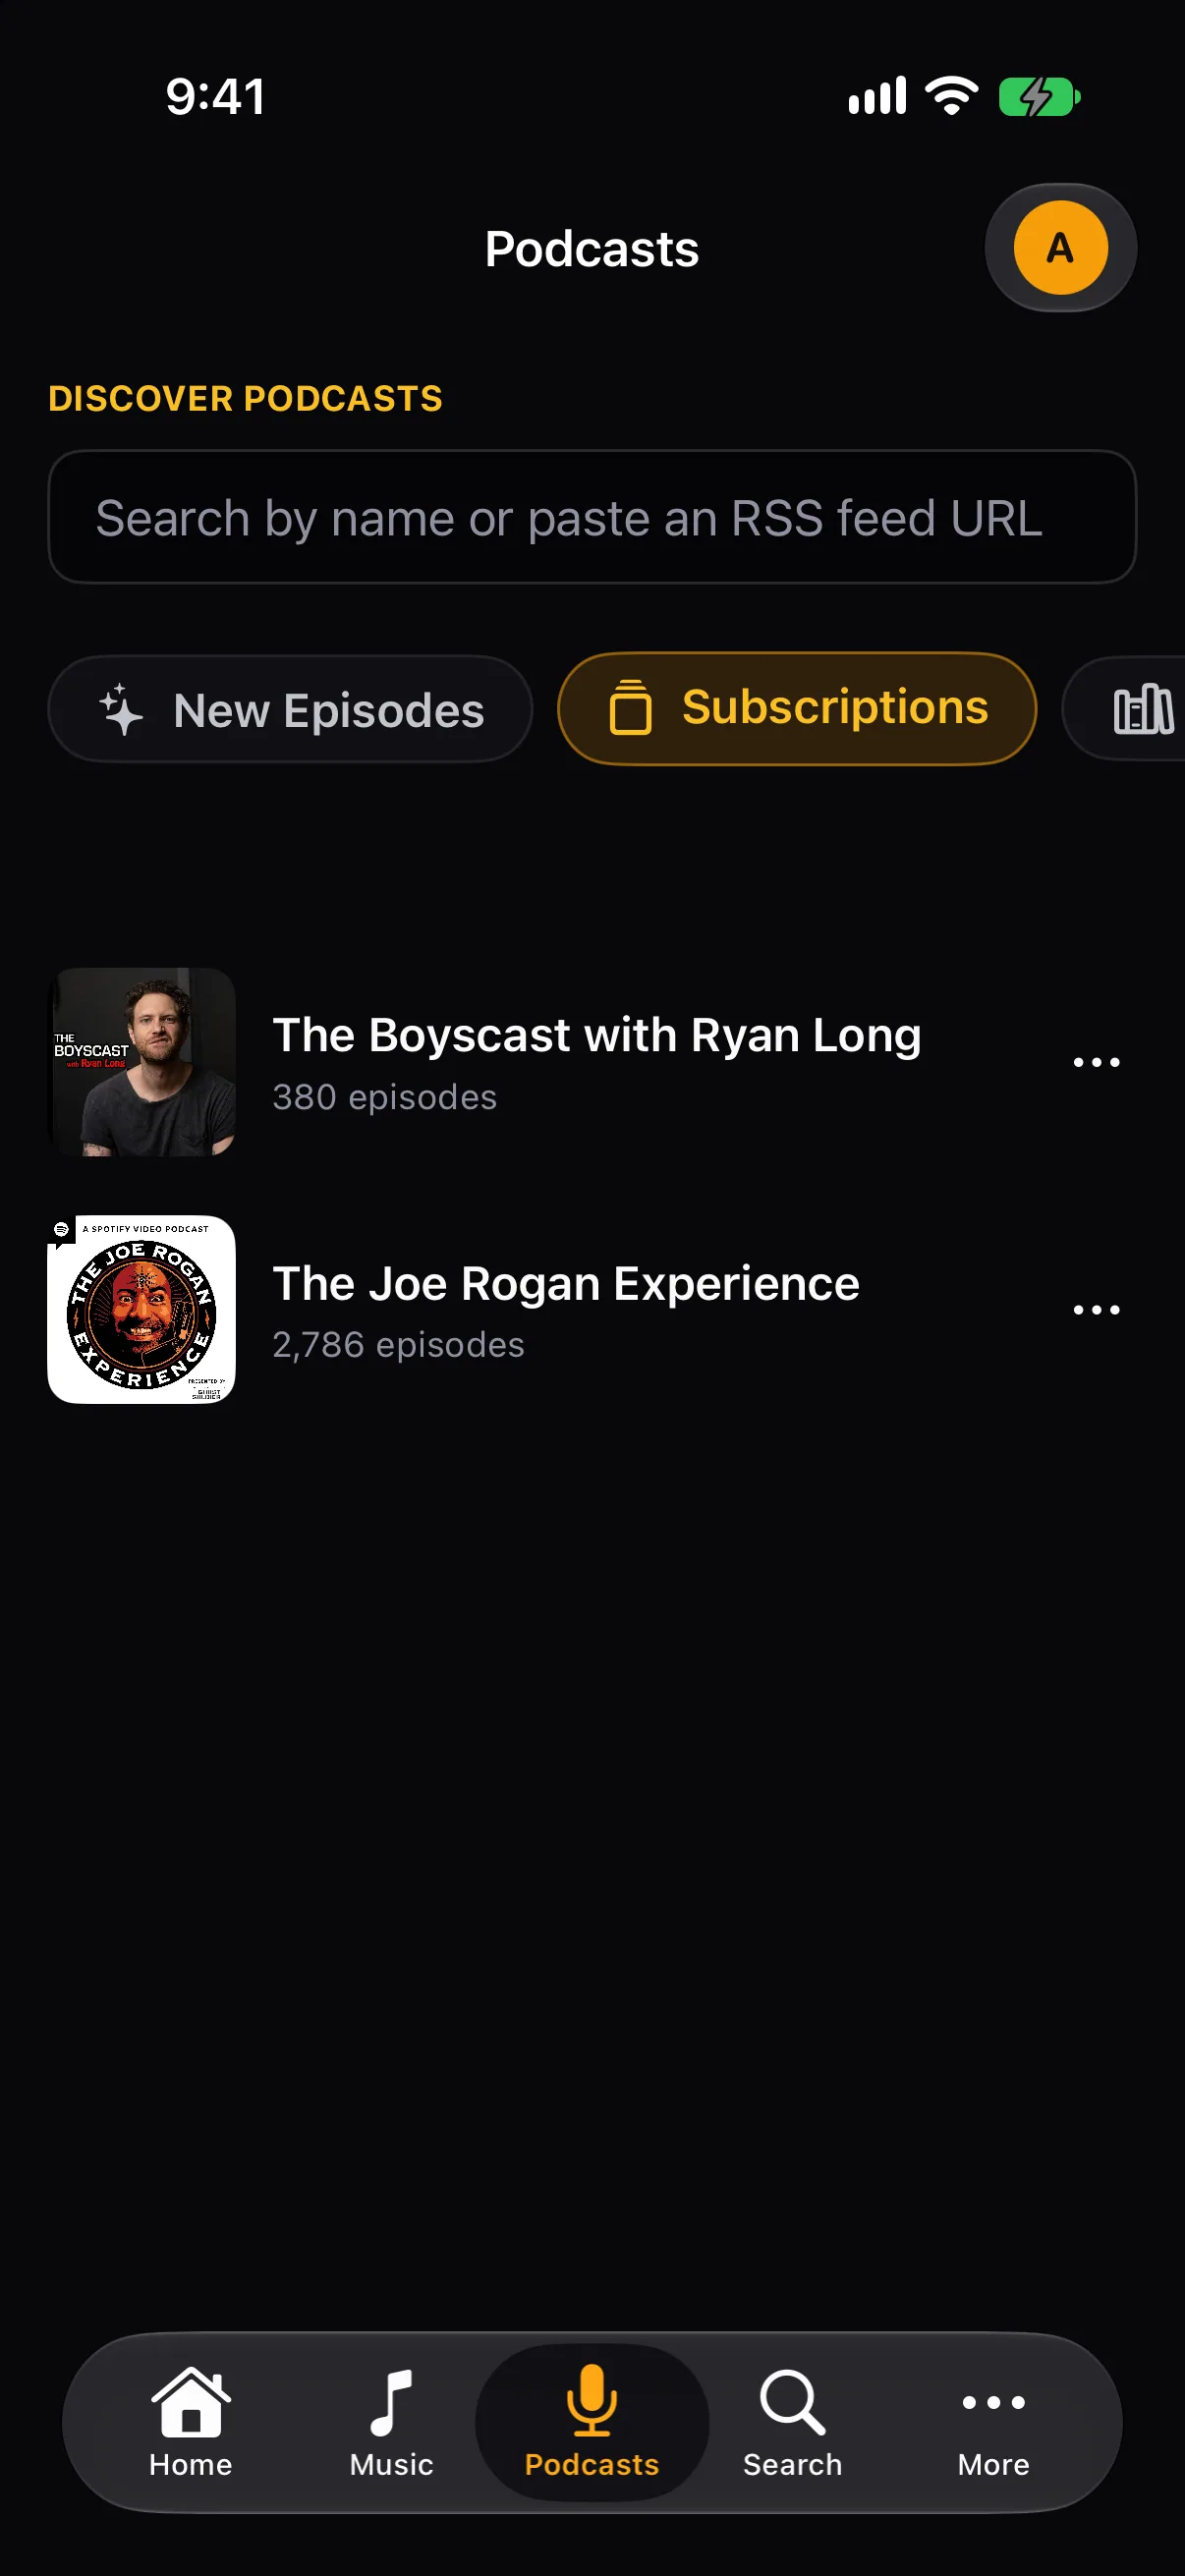 9:41
Podcasts
A
DISCOVER PODCASTS
Search by name or paste an RSS feed URL
New Episodes
Subscriptions
THE
BOYSCAST
with Ryan Long
The Boyscast with Ryan Long
380 episodes
A SPOTIFY VIDEO PODCAST
THE JOE ROGAN
EXPERIENCE
PRESENTED BY
The Joe Rogan Experience
2,786 episodes
Home
Music
Podcasts
Search
More